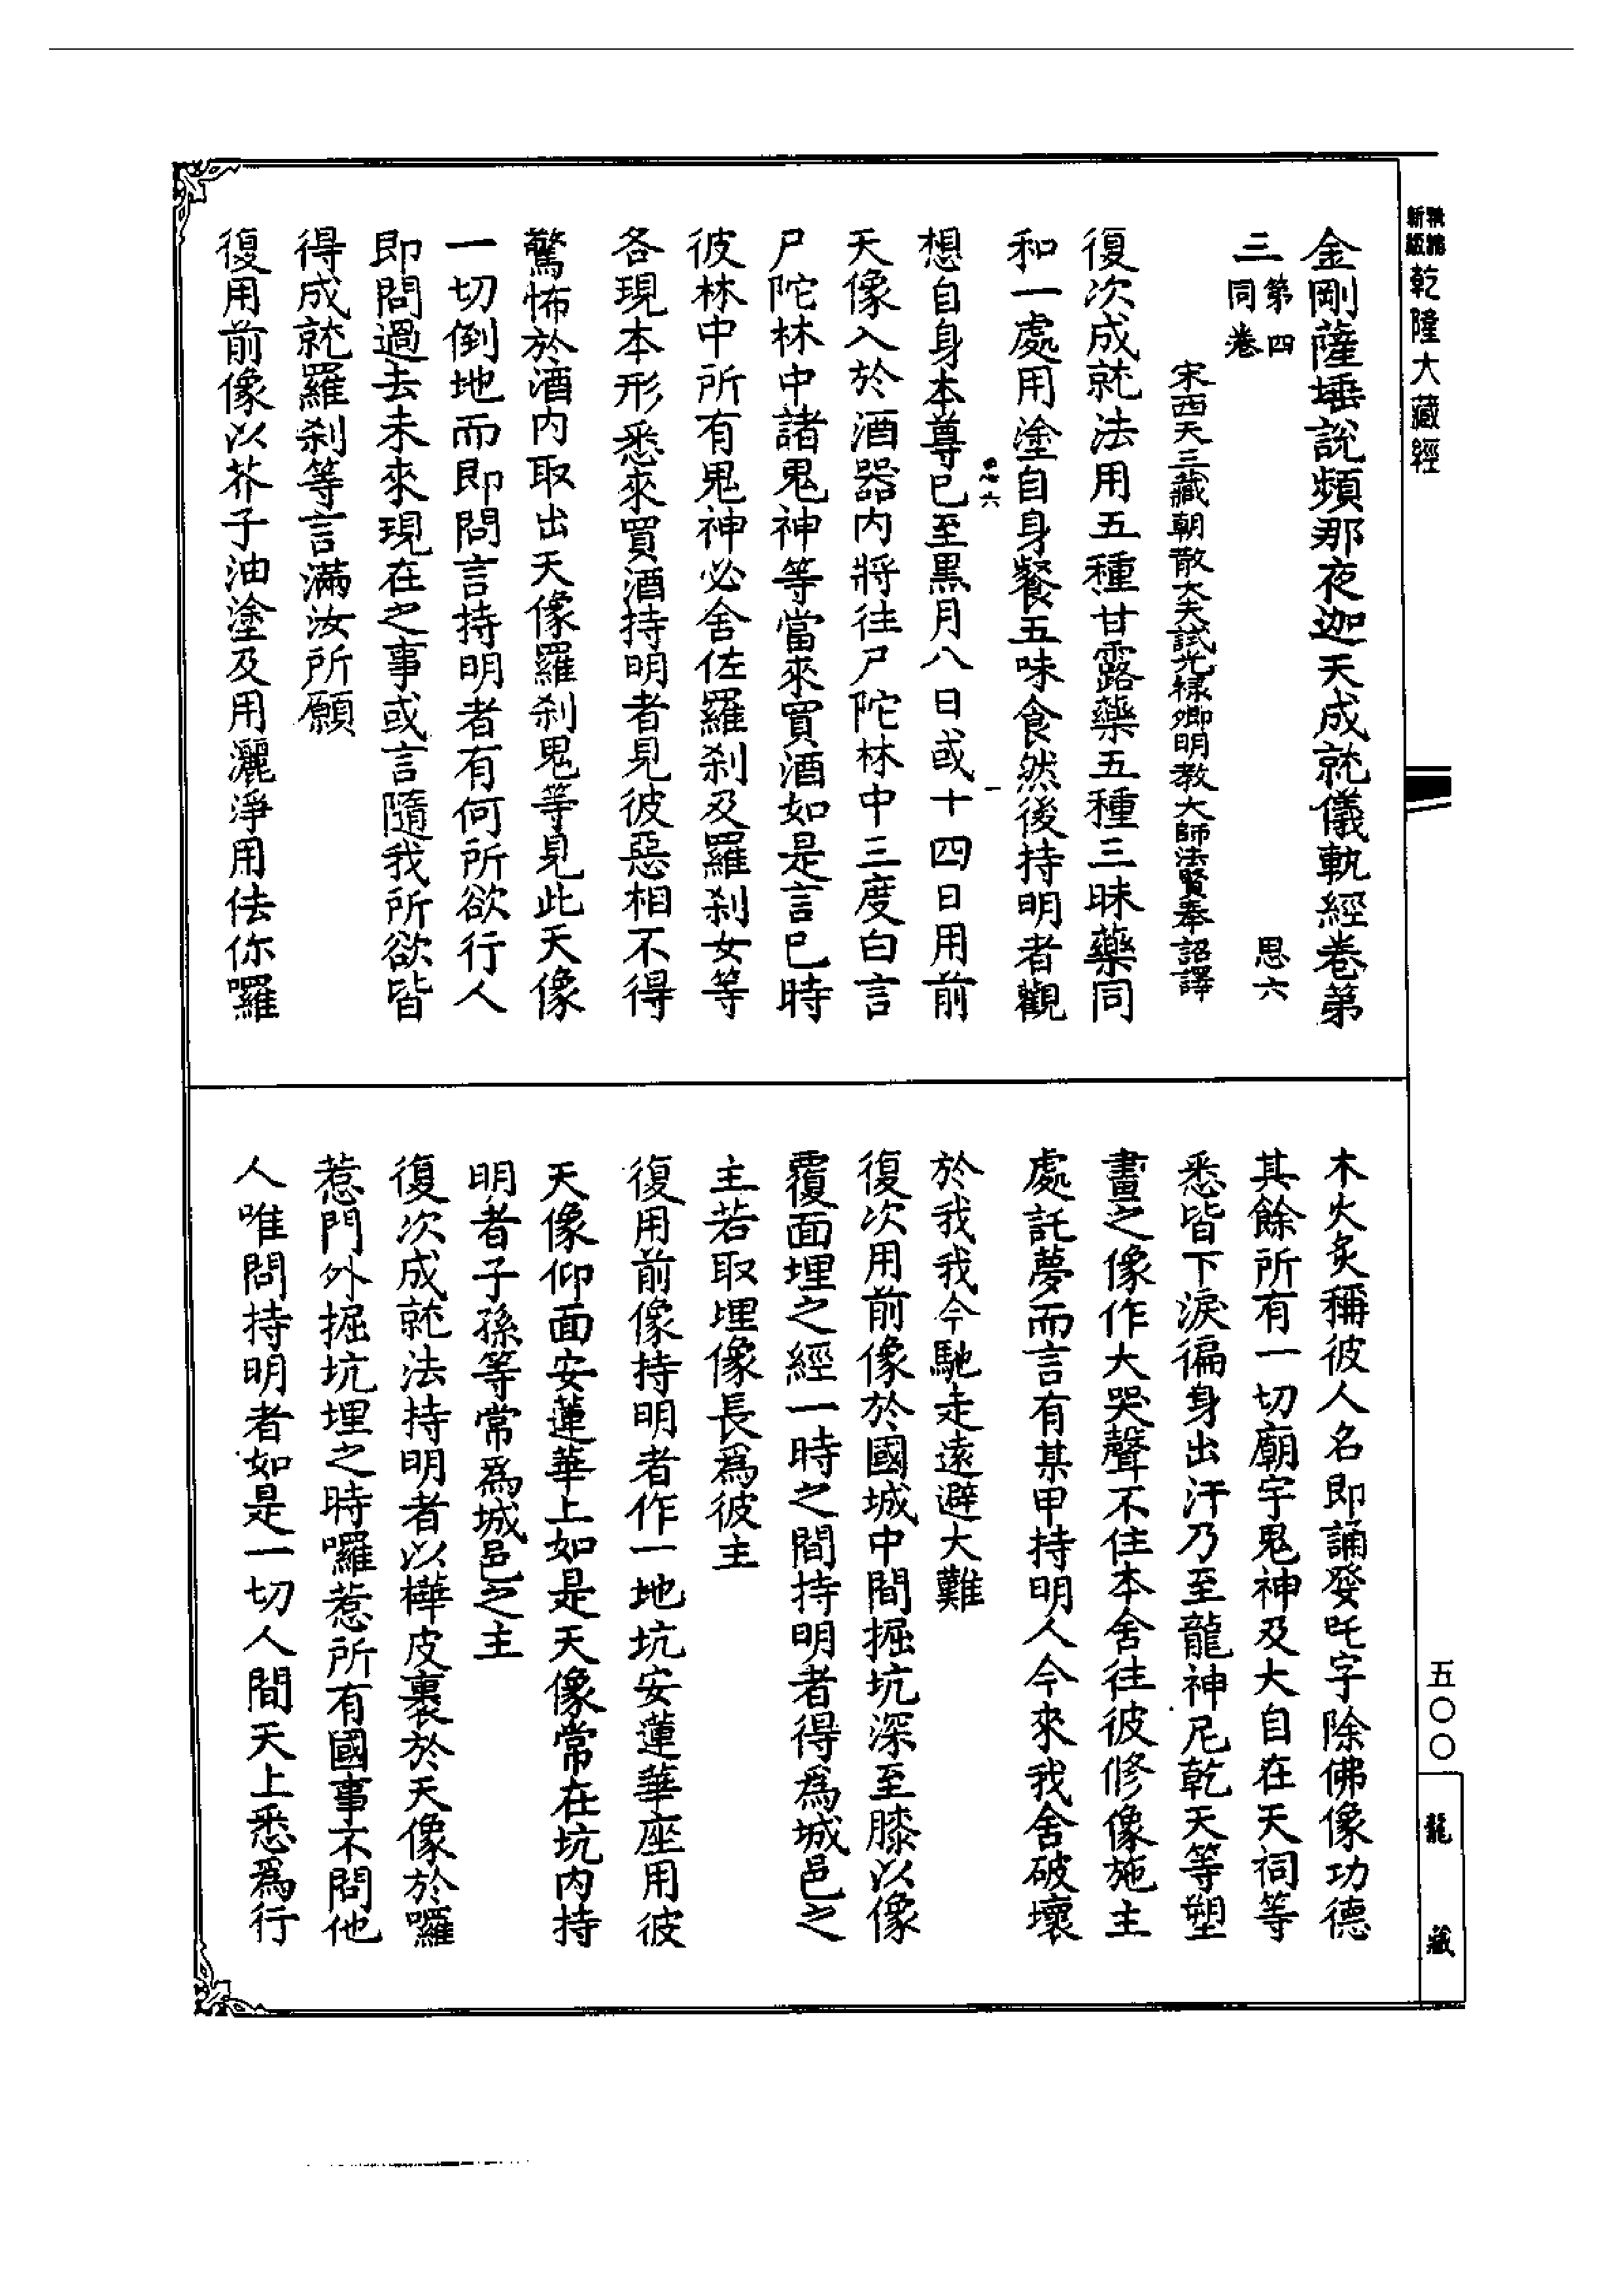 精編
新版
乾隆大藏經
金剛薩埵說頻那夜迦天成就儀軌經卷第
三 第四
同卷 思六
宋西天三藏朝散大夫試光祿卿明教大師法賢奉詔譯
復次成就法用五種甘露藥五種三昧藥同
和一處用塗自身餐五味食然後持明者觀
思六 一
想自身本尊已至黑月八日或十四日用前
天像入於酒器內將往尸陀林中三度白言
尸陀林中諸鬼神等當來買酒如是言已時
彼林中所有鬼神必舍佐羅剎及羅剎女等
各現本形悉來買酒持明者見彼惡相不得
驚怖於酒內取出天像羅剎鬼等見此天像
一切倒地而即問言持明者有何所欲行人
即問過去未來現在之事或言隨我所欲皆
得成就羅剎等言滿汝所願
復用前像以芥子油塗及用灑淨用佉你囉
木火炙稱彼人名即誦發吒字除佛像功德
其餘所有一切廟宇鬼神及大自在天祠等
悉皆下淚徧身出汗乃至龍神尼乾天等塑
畫之像作大哭聲不住本舍往彼修像施主
處託夢而言有某甲持明人今來我舍破壞
於我我今馳走遠避大難
復次用前像於國城中間掘坑深至膝以像
覆面埋之經一時之間持明者得為城邑之
主若取埋像長為彼主
復用前像持明者作一地坑安蓮華座用彼
天像仰面安蓮華上如是天像常在坑內持
明者子孫等常為城邑之主
復次成就法持明者以樺皮裹於天像於囉
惹門外掘坑埋之時囉惹所有國事不問他
人唯問持明者如是一切人間天上悉為行
五〇〇
龍藏